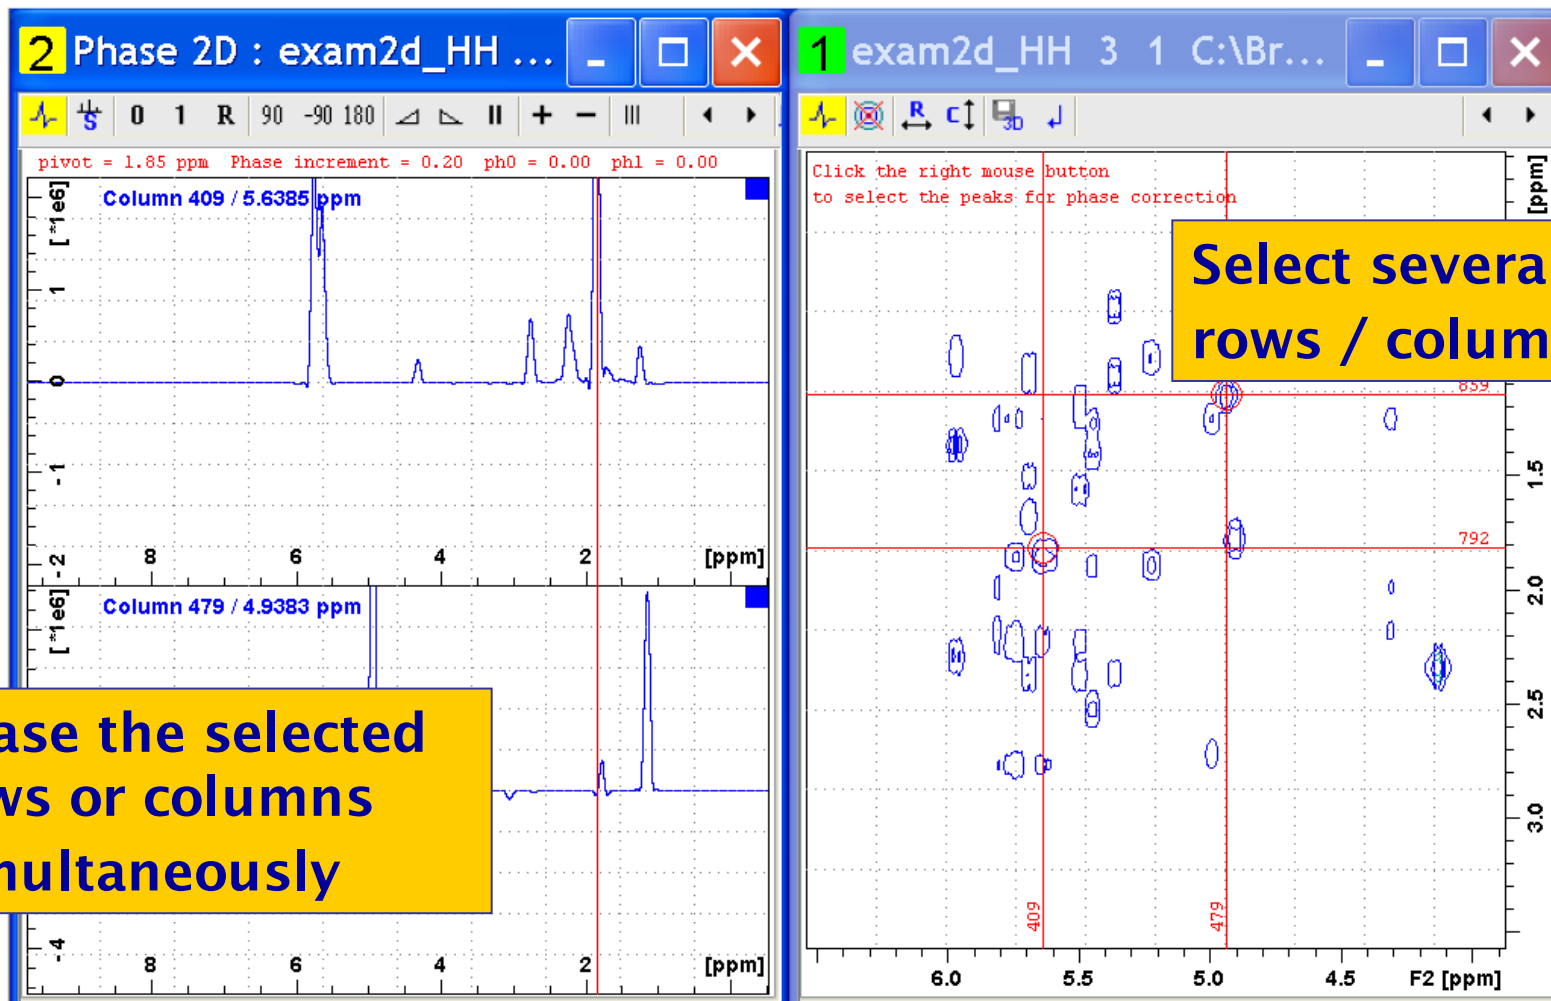 2 Phase 2D : exam2d_HH ...
0 1 R 90 -90 180
pivot = 1.85 ppm Phase increment = 0.20 ph0 = 0.00 ph1 = 0.00
Column 409 / 5.6385 ppm
[*1e6]
1
0
-1
-2
8 6 4 2 [ppm]
Column 479 / 4.9383 ppm
[*1e6]
ase the selected
ws or columns
multaneously
-4
8 6 4 2 [ppm]
1 exam2d_HH 3 1 C:\Br...
R C 3D
Click the right mouse button
to select the peaks for phase correction
[ppm]
Select severa
rows / colum
859
1.5
792
2.0
2.5
3.0
409 479
6.0 5.5 5.0 4.5 F2 [ppm]